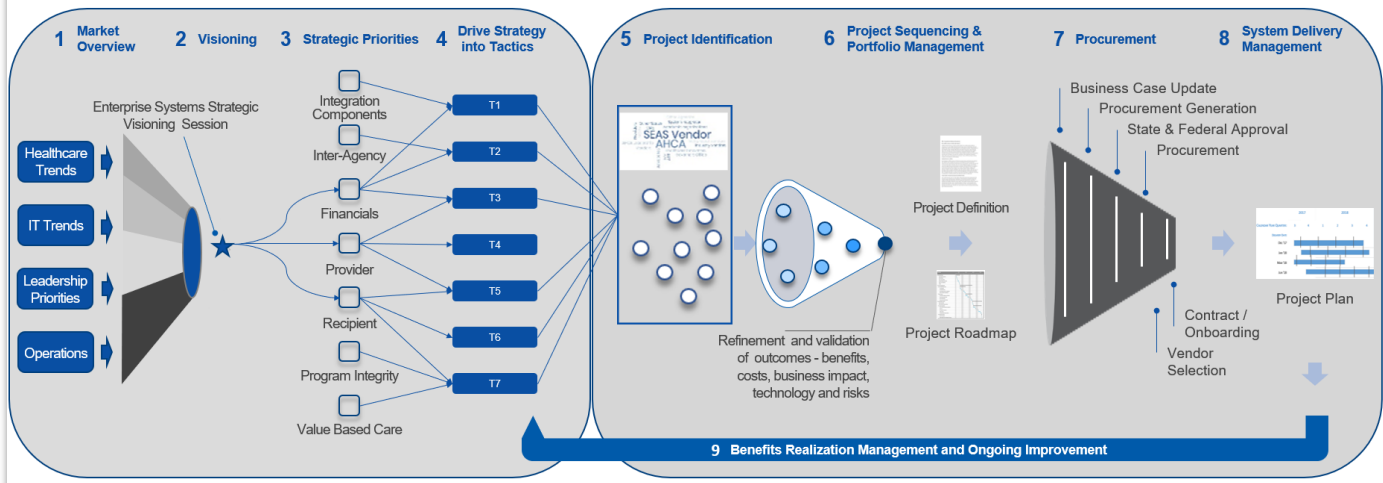 1 Market Overview
2 Visioning
3 Strategic Priorities
4 Drive Strategy into Tactics
5 Project Identification
6 Project Sequencing & Portfolio Management
7 Procurement
8 System Delivery Management
Enterprise Systems Strategic
Visioning Session
Healthcare
Trends
IT Trends
Leadership
Priorities
Operations
Integration
Components
Inter-Agency
Financials
Provider
Recipient
Program Integrity
Value Based Care
T1
T2
T3
T4
T5
T6
T7
SEAS Vendor
AHCA
Refinement and validation
of outcomes - benefits,
costs, business impact,
technology and risks
Project Definition
Project Roadmap
Business Case Update
Procurement Generation
State & Federal Approval
Procurement
Contract /
Onboarding
Vendor
Selection
2017 2018
Project Plan
9 Benefits Realization Management and Ongoing Improvement